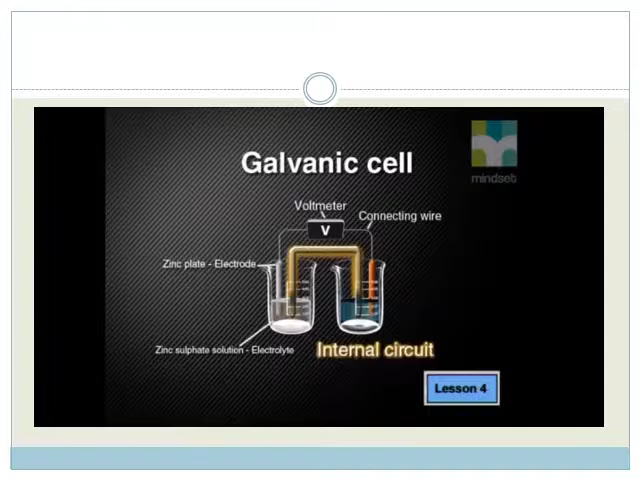 Galvanic cell
mindset
Voltmeter
Connecting wire
V
Zinc plate - Electrode
Zinc sulphate solution - Electrolyte
Internal circuit
Lesson 4